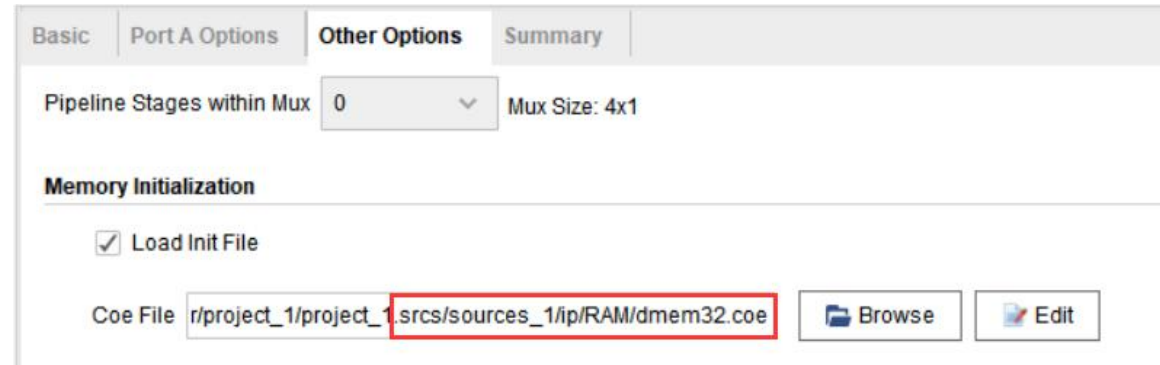 Basic Port A Options Other Options Summary
Pipeline Stages within Mux 0 Mux Size: 4x1
Memory Initialization
Load Init File
Coe File r/project_1/project_1.srcs/sources_1/ip/RAM/dmem32.coe Browse Edit